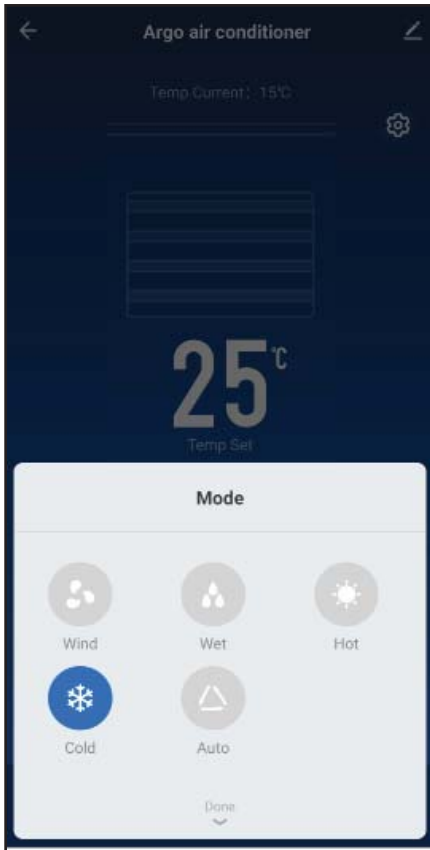 Argo air conditioner
Temp Current: 15℃
25℃
Temp Set
Mode
Wind
Wet
Hot
Cold
Auto
Done